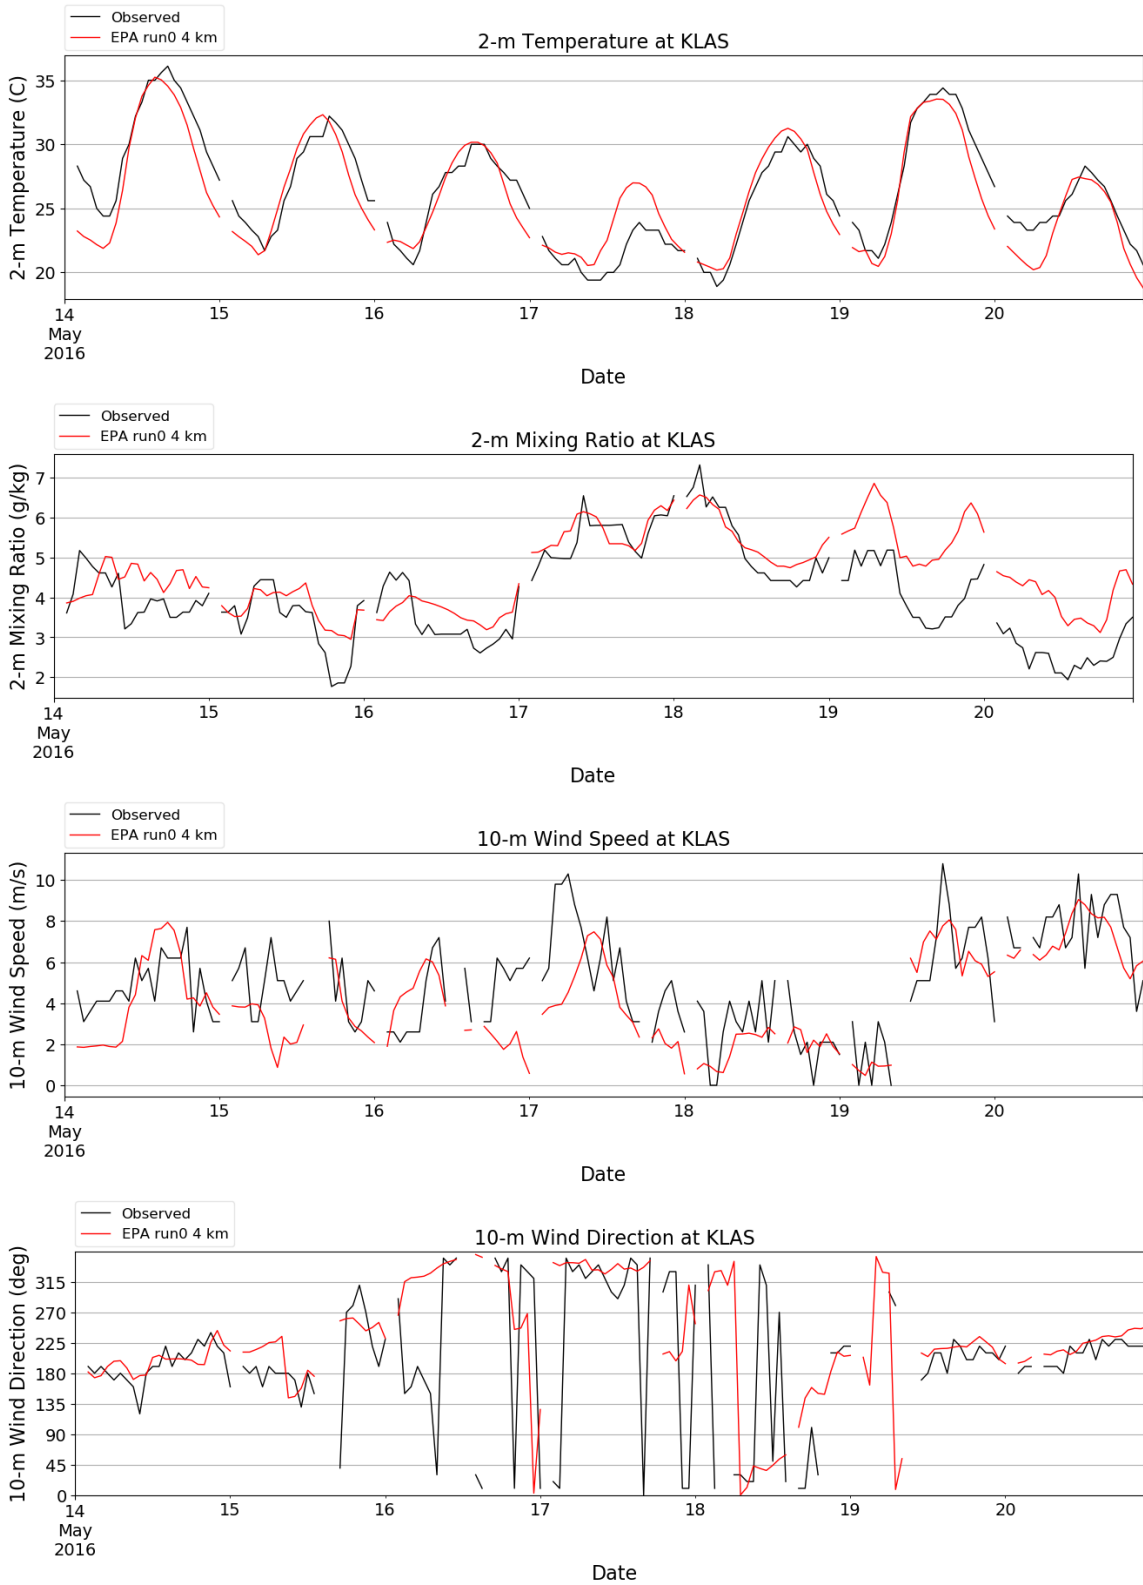 Observed
EPA run0 4 km
2-m Temperature at KLAS
2-m Temperature (C)
35
30
25
20
14 15 16 17 18 19 20
May
2016
Date
Observed
EPA run0 4 km
2-m Mixing Ratio at KLAS
2-m Mixing Ratio (g/kg)
7
6
5
4
3
2
14 15 16 17 18 19 20
May
2016
Date
Observed
EPA run0 4 km
10-m Wind Speed at KLAS
10-m Wind Speed (m/s)
10
8
6
4
2
0
14 15 16 17 18 19 20
May
2016
Date
Observed
EPA run0 4 km
10-m Wind Direction at KLAS
10-m Wind Direction (deg)
315
270
225
180
135
90
45
0
14 15 16 17 18 19 20
May
2016
Date